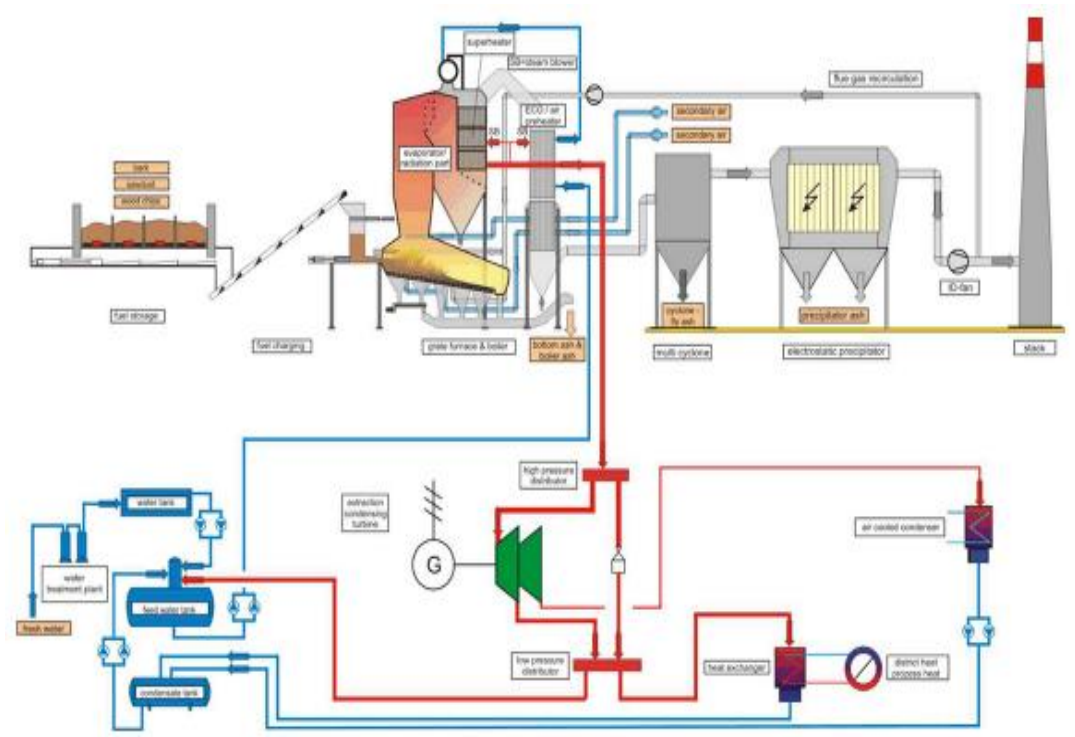 superheater
SB=steam blower
flue gas recirculation
ECO / air
preheater
secondary air
secondary air
SB
SB
evaporator/
radiation part
bark
sawdust
wood chips
fuel storage
fuel charging
grate furnace & boiler
bottom ash &
boiler ash
cyclone -
fly ash
multi cyclone
precipitator ash
electrostatic precipitator
ID-fan
stack
high pressure
distributor
extraction
condensing
turbine
G
water tank
water
treatment plant
fresh water
feed water tank
condensate tank
low pressure
distributor
air cooled condenser
heat exchanger
district heat
process heat